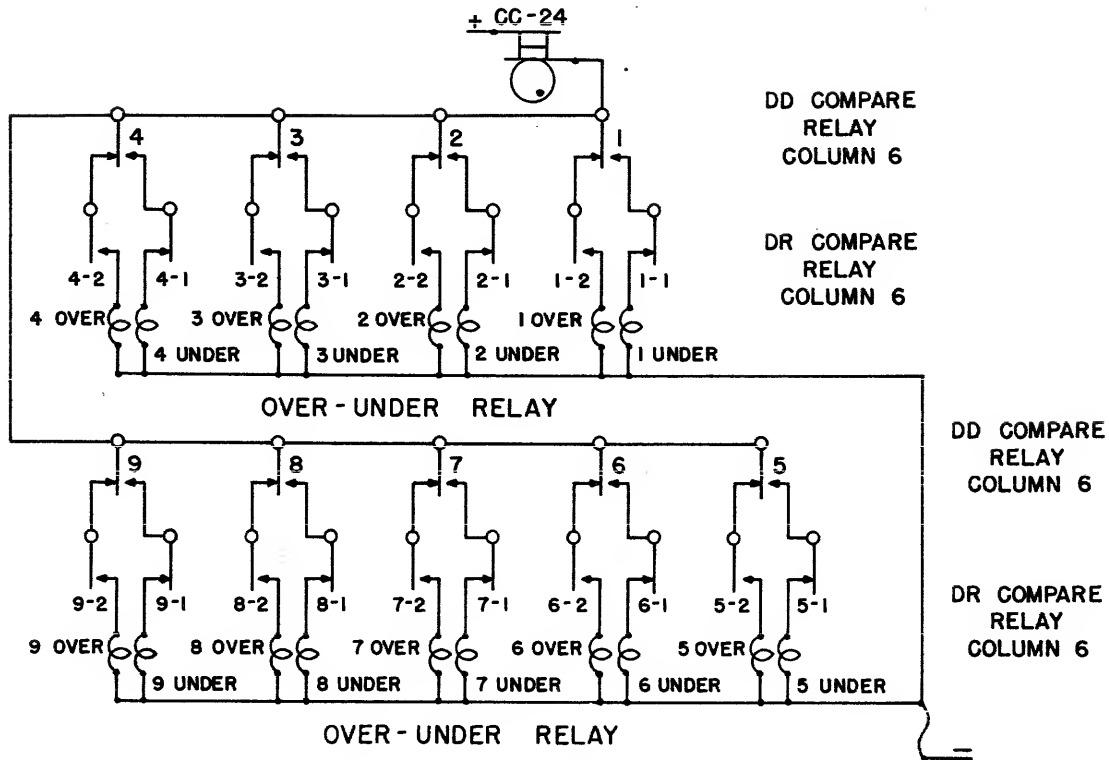 + CC-24
DD COMPARE
RELAY
COLUMN 6
4 3 2 1
DR COMPARE
RELAY
COLUMN 6
4-2 4-1 3-2 3-1 2-2 2-1 1-2 1-1
4 OVER 3 OVER 2 OVER 1 OVER
4 UNDER 3 UNDER 2 UNDER 1 UNDER
OVER-UNDER RELAY
DD COMPARE
RELAY
COLUMN 6
9 8 7 6 5
DR COMPARE
RELAY
COLUMN 6
9-2 9-1 8-2 8-1 7-2 7-1 6-2 6-1 5-2 5-1
9 OVER 8 OVER 7 OVER 6 OVER 5 OVER
9 UNDER 8 UNDER 7 UNDER 6 UNDER 5 UNDER
OVER-UNDER RELAY
−